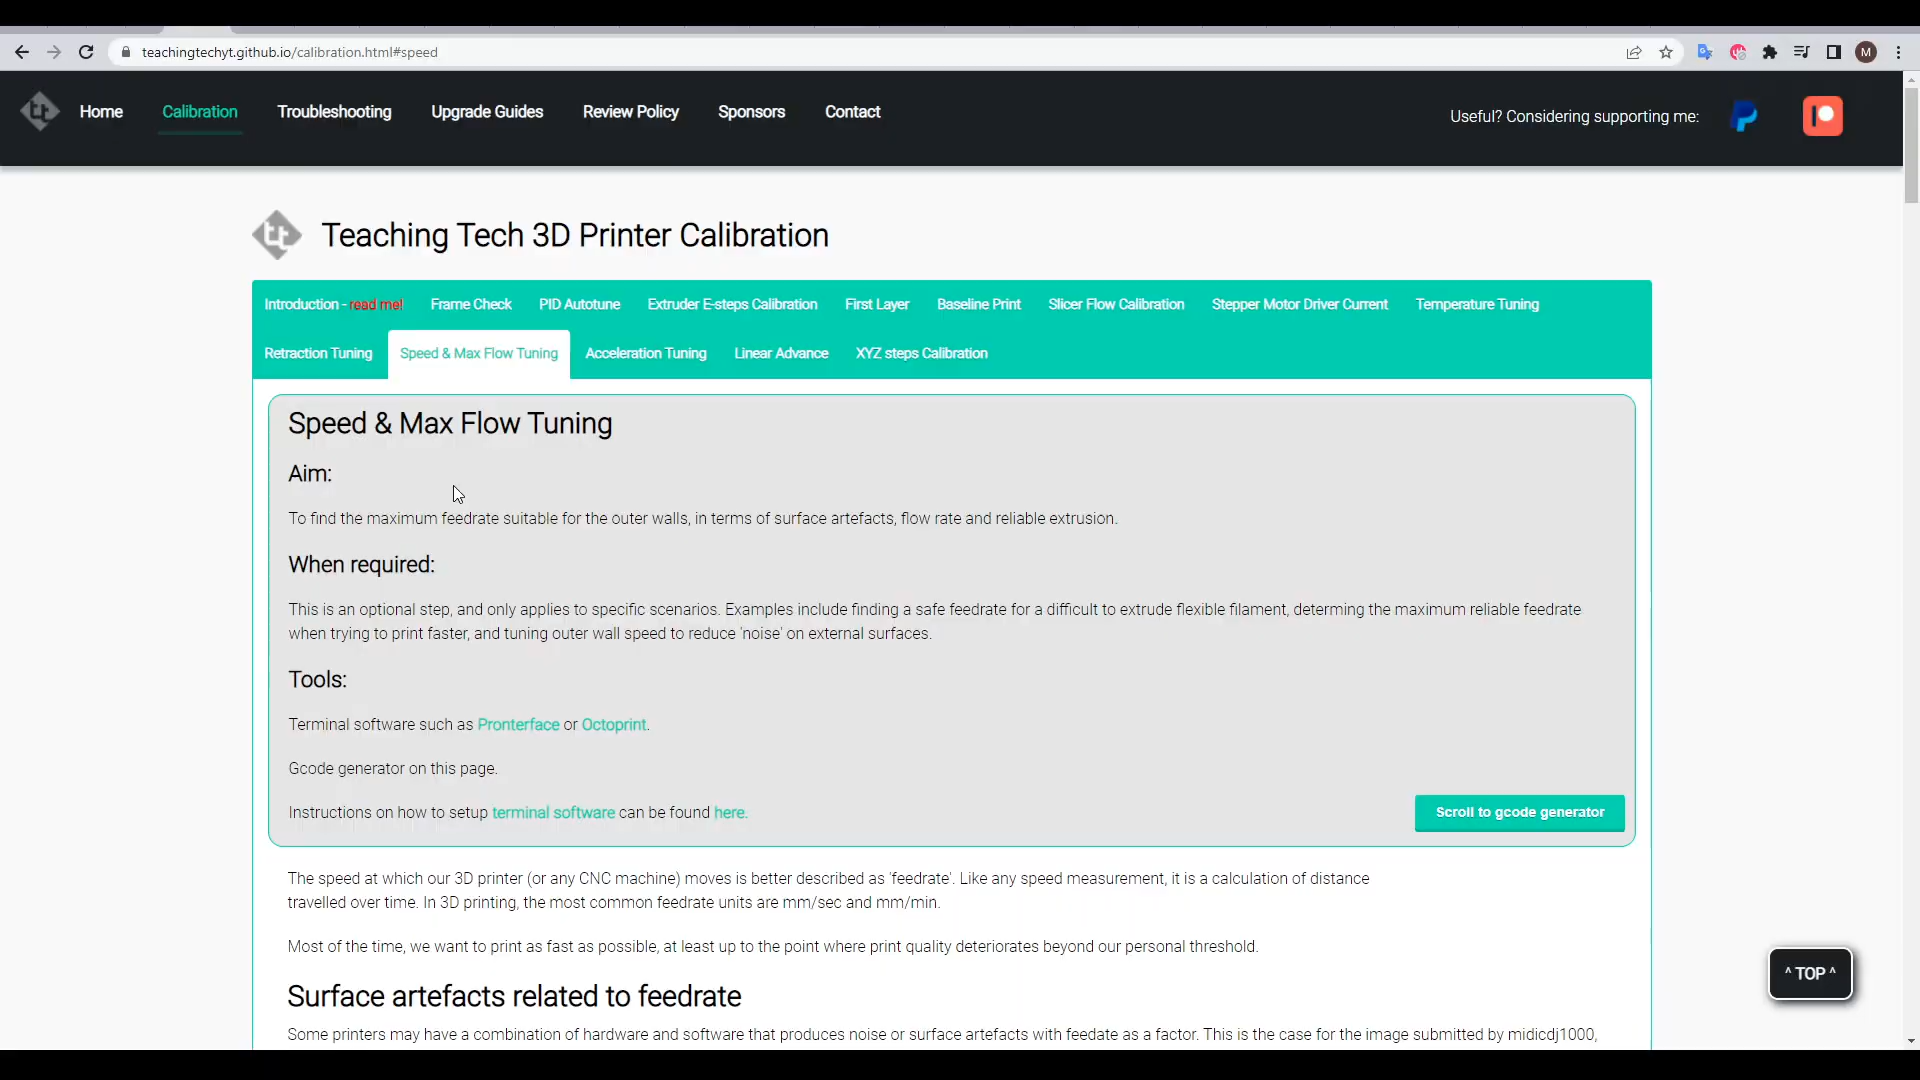 teachingtechyt.github.io/calibration.html#speed
M
Home Calibration Troubleshooting Upgrade Guides Review Policy Sponsors Contact Useful? Considering supporting me:
Teaching Tech 3D Printer Calibration
Introduction - read me! Frame Check PID Autotune Extruder E-steps Calibration First Layer Baseline Print Slicer Flow Calibration Stepper Motor Driver Current Temperature Tuning
Retraction Tuning Speed & Max Flow Tuning Acceleration Tuning Linear Advance XYZ steps Calibration
Speed & Max Flow Tuning
Aim:
To find the maximum feedrate suitable for the outer walls, in terms of surface artefacts, flow rate and reliable extrusion.
When required:
This is an optional step, and only applies to specific scenarios. Examples include finding a safe feedrate for a difficult to extrude flexible filament, determing the maximum reliable feedrate
when trying to print faster, and tuning outer wall speed to reduce 'noise' on external surfaces.
Tools:
Terminal software such as Pronterface or Octoprint.
Gcode generator on this page.
Instructions on how to setup terminal software can be found here.
Scroll to gcode generator
The speed at which our 3D printer (or any CNC machine) moves is better described as 'feedrate'. Like any speed measurement, it is a calculation of distance
travelled over time. In 3D printing, the most common feedrate units are mm/sec and mm/min.
Most of the time, we want to print as fast as possible, at least up to the point where print quality deteriorates beyond our personal threshold.
^ TOP ^
Surface artefacts related to feedrate
Some printers may have a combination of hardware and software that produces noise or surface artefacts with feedate as a factor. This is the case for the image submitted by midicdj1000,